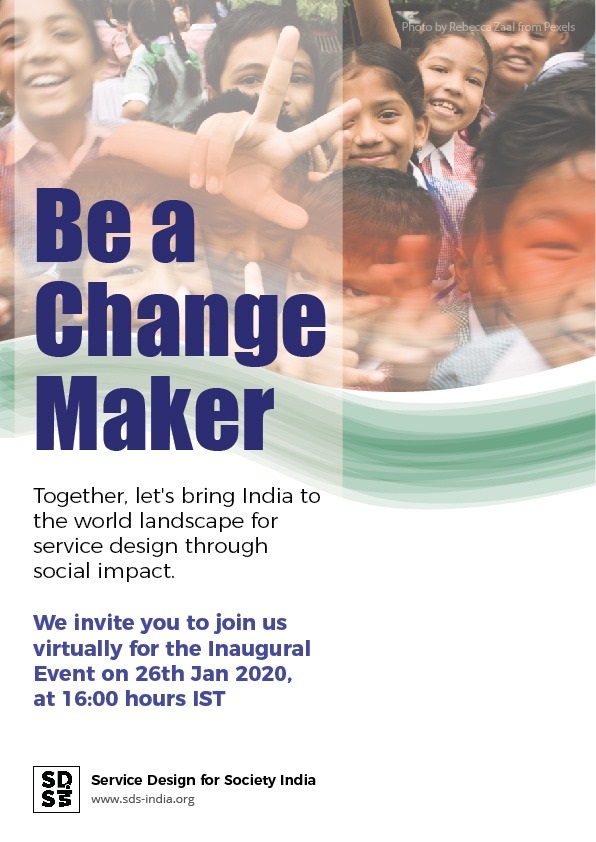 Photo by Rebecca Zaal from Pexels
Be a
Change
Maker
Together, let's bring India to
the world landscape for
service design through
social impact.
We invite you to join us
virtually for the Inaugural
Event on 26th Jan 2020,
at 16:00 hours IST
SD
Service Design for Society India
www.sds-india.org